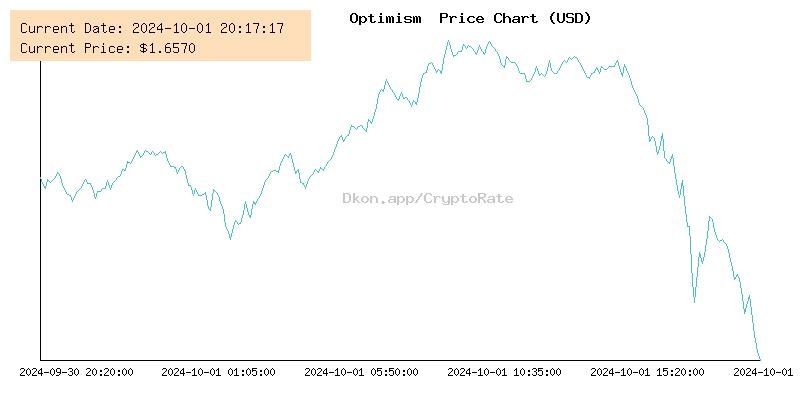 Optimism Price Chart (USD)
Current Date: 2024-10-01 20:17:17
Current Price: $1.6570
Dkon.app/CryptoRate
2024-09-30 20:20:00 2024-10-01 01:05:00 2024-10-01 05:50:00 2024-10-01 10:35:00 2024-10-01 15:20:00 2024-10-01